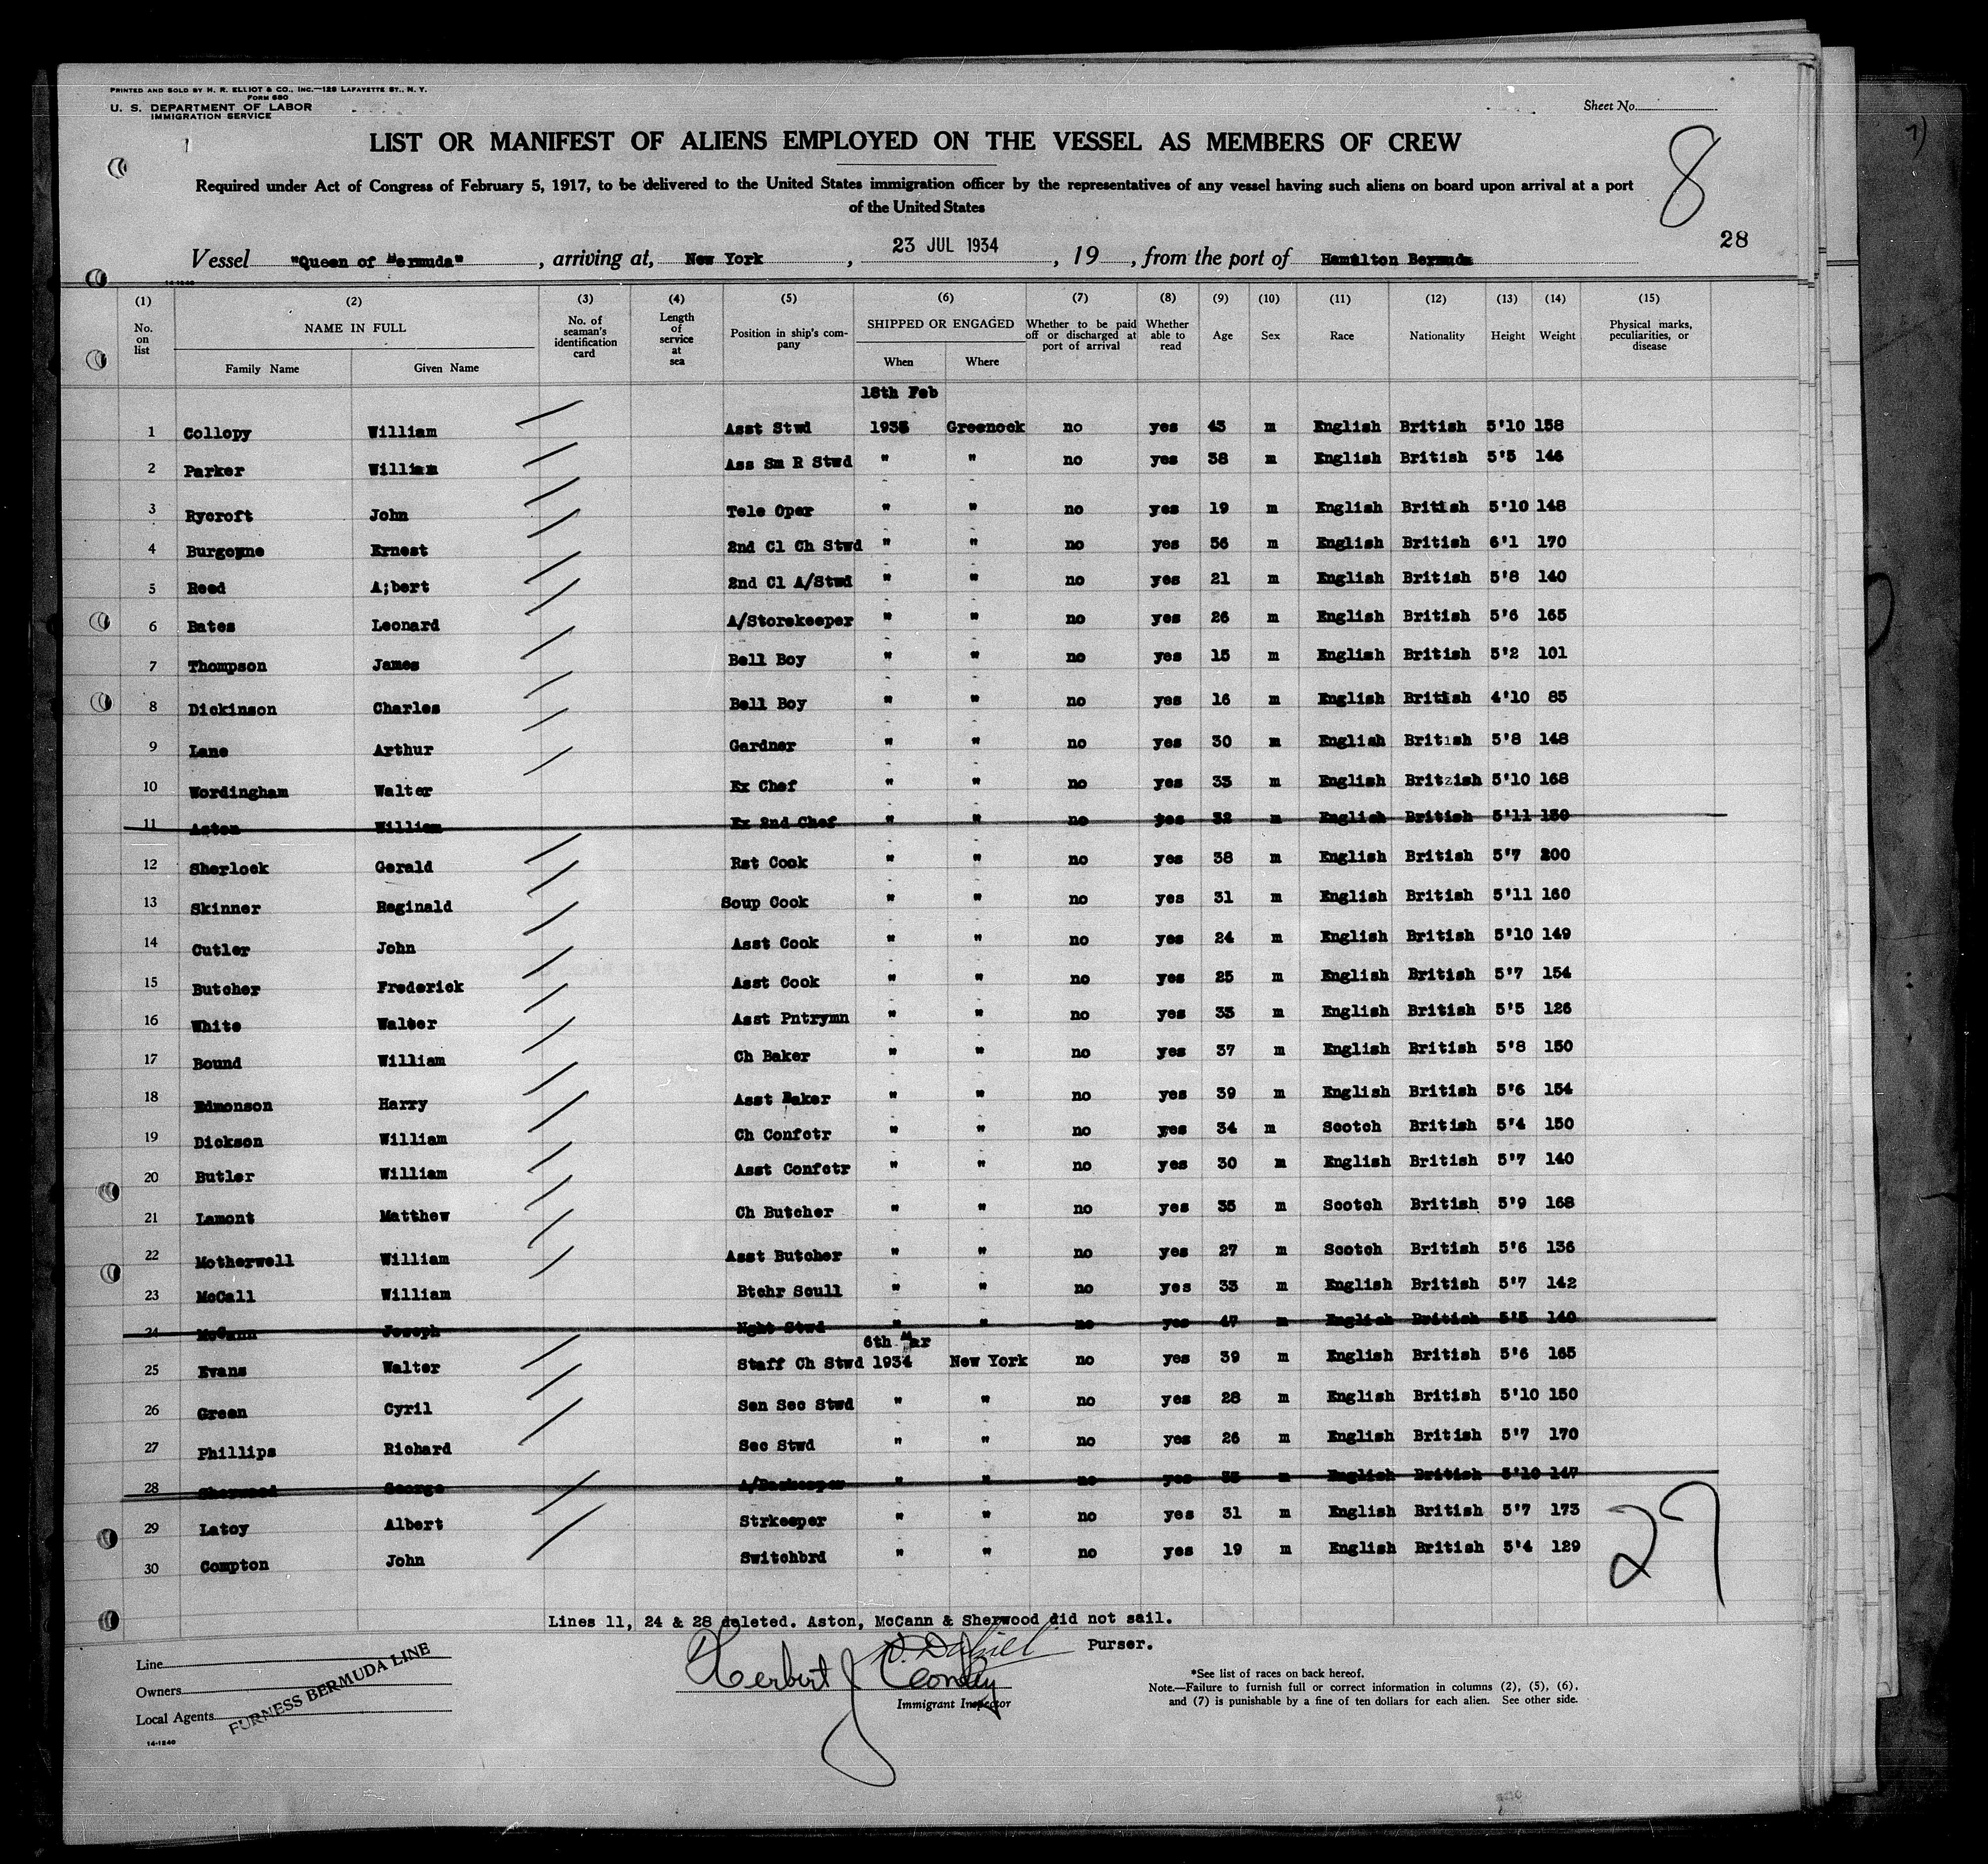 PRINTED AND SOLD BY H. R. ELLIOT & CO., INC.—128 LAFAYETTE ST., N. Y.
FORM 680
U. S. DEPARTMENT OF LABOR
IMMIGRATION SERVICE
Sheet No.
LIST OR MANIFEST OF ALIENS EMPLOYED ON THE VESSEL AS MEMBERS OF CREW
8
Required under Act of Congress of February 5, 1917, to be delivered to the United States immigration officer by the representatives of any vessel having such aliens on board upon arrival at a port
of the United States
28
Vessel "Queen of Bermuda", arriving at, New York, 23 JUL 1934, 19, from the port of Hamilton Bermuda
14-1240
(1) (2) (3) (4) (5) (6) (7) (8) (9) (10) (11) (12) (13) (14) (15)
No. on list NAME IN FULL Family Name Given Name No. of seaman's identification card Length of service at sea Position in ship's company SHIPPED OR ENGAGED When Where Whether to be paid off or discharged at port of arrival Whether able to read Age Sex Race Nationality Height Weight Physical marks, peculiarities, or disease
18th Feb
1 Collopy William Asst Stwd 1933 Greenock no yes 43 m English British 5'10 158
2 Parker William Ass Sm R Stwd " " no yes 38 m English British 5'5 146
3 Rycroft John Tele Oper " " no yes 19 m English British 5'10 148
4 Burgoyne Ernest 2nd Cl Ch Stwd " " no yes 56 m English British 6'1 170
5 Reed A;bert 2nd Cl A/Stwd " " no yes 21 m English British 5'8 140
6 Bates Leonard A/Storekeeper " " no yes 26 m English British 5'6 165
7 Thompson James Bell Boy " " no yes 15 m English British 5'2 101
8 Dickinson Charles Bell Boy " " no yes 16 m English British 4'10 85
9 Lane Arthur Gardner " " no yes 30 m English British 5'8 148
10 Wordingham Walter Ex Chef " " no yes 33 m English Britzish 5'10 168
11 Aston William Ex 2nd Chef " " no yes 32 m English British 5'11 150
12 Sherlock Gerald Rst Cook " " no yes 38 m English British 5'7 200
13 Skinner Reginald Soup Cook " " no yes 31 m English British 5'11 160
14 Cutler John Asst Cook " " no yes 24 m English British 5'10 149
15 Butcher Frederick Asst Cook " " no yes 25 m English British 5'7 154
16 White Walter Asst Pntrymn " " no yes 33 m English British 5'5 126
17 Bound William Ch Baker " " no yes 37 m English British 5'8 150
18 Edmonson Harry Asst Baker " " no yes 39 m English British 5'6 154
19 Dickson William Ch Confctr " " no yes 34 m Scotch British 5'4 150
20 Butler William Asst Confctr " " no yes 30 m English British 5'7 140
21 Lamont Matthew Ch Butcher " " no yes 35 m Scotch British 5'9 168
22 Motherwell William Asst Butcher " " no yes 27 m Scotch British 5'6 136
23 McCall William Btchr Scull " " no yes 33 m English British 5'7 142
24 McCann Joseph Nght Stwd " " no yes 47 m English British 5'5 140
6th Mar
25 Evans Walter Staff Ch Stwd 1934 New York no yes 39 m English British 5'6 165
26 Green Cyril Sen Sec Stwd " " no yes 28 m English British 5'10 150
27 Phillips Richard Sec Stwd " " no yes 26 m English British 5'7 170
28 Sherwood George " " no yes 35 m English British 5'10 147
29 Latoy Albert Strkeeper " " no yes 31 m English British 5'7 173
30 Compton John Switchbrd " " no yes 19 m English British 5'4 129
29
Lines 11, 24 & 28 deleted. Aston, McCann & Sherwood did not sail.
Purser.
Herbert J
Immigrant Inspector
Line
Owners
Local Agents
FURNESS BERMUDA LINE
14-1240
*See list of races on back hereof.
Note.—Failure to furnish full or correct information in columns (2), (5), (6),
and (7) is punishable by a fine of ten dollars for each alien. See other side.